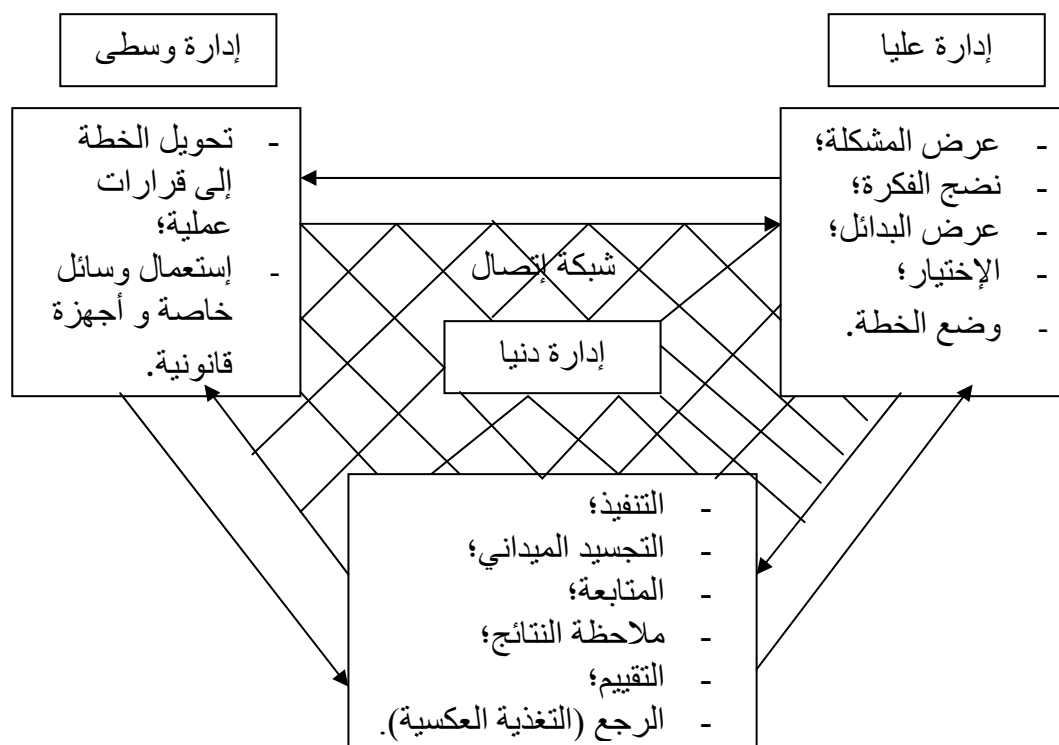 إدارة عليا
إدارة وسطى
- عرض المشكلة؛
- نضج الفكرة؛
- عرض البدائل؛
- الإختيار؛
- وضع الخطة.
- تحويل الخطة
إلى قرارات
عملية؛
- إستعمال وسائل
خاصة و أجهزة
قانونية.
شبكة إتصال
إدارة دنيا
- التنفيذ؛
- التجسيد الميداني؛
- المتابعة؛
- ملاحظة النتائج؛
- التقييم؛
- الرجع (التغذية العكسية).